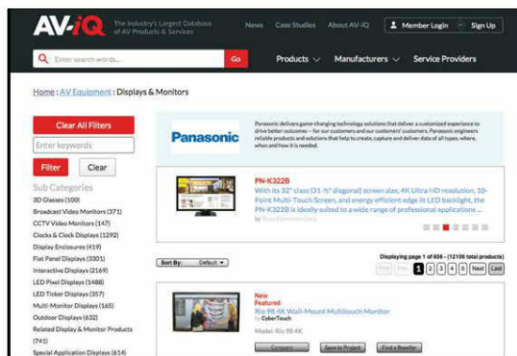 AV-iQ
The Industry's Largest Database
of AV Products & Services
News Case Studies About AV-iQ Member Login Sign Up
Enter search words... Go
Products Manufacturers Service Providers
Home : AV Equipment : Displays & Monitors
Clear All Filters
Enter keywords
Filter Clear
Sub Categories
3D Glasses (100)
Broadcast Video Monitors (371)
CCTV Video Monitors (147)
Clocks & Clock Displays (1292)
Display Enclosures (419)
Flat Panel Displays (3301)
Interactive Displays (2169)
LED Pixel Displays (1488)
LED Ticker Displays (357)
Multi-Monitor Displays (165)
Outdoor Displays (632)
Related Display & Monitor Products
(741)
Special Application Displays (614)
Panasonic
Panasonic delivers game-changing technology solutions that deliver a customized experience to
drive better outcomes – for our customers and our customers' customers. Panasonic engineers
reliable products and solutions that help to create, capture and deliver data of all types, where,
when and how it is needed.
PN-K322B
With its 32" class (31-½" diagonal) screen size, 4K Ultra HD resolution, 10-
Point Multi-Touch Screen, and energy efficient edge lit LED backlight, the
PN-K322B is ideally suited to a wide range of professional applications ...
by
Sort By: Default
Displaying page 1 of 606 - (12106 total products)
1 2 3 4 5 Next Last
New
Featured
Rio 98 4K Wall-Mount Multitouch Monitor
by CyberTouch
Model: Rio 98 4K
Compare Save to Project Find a Reseller